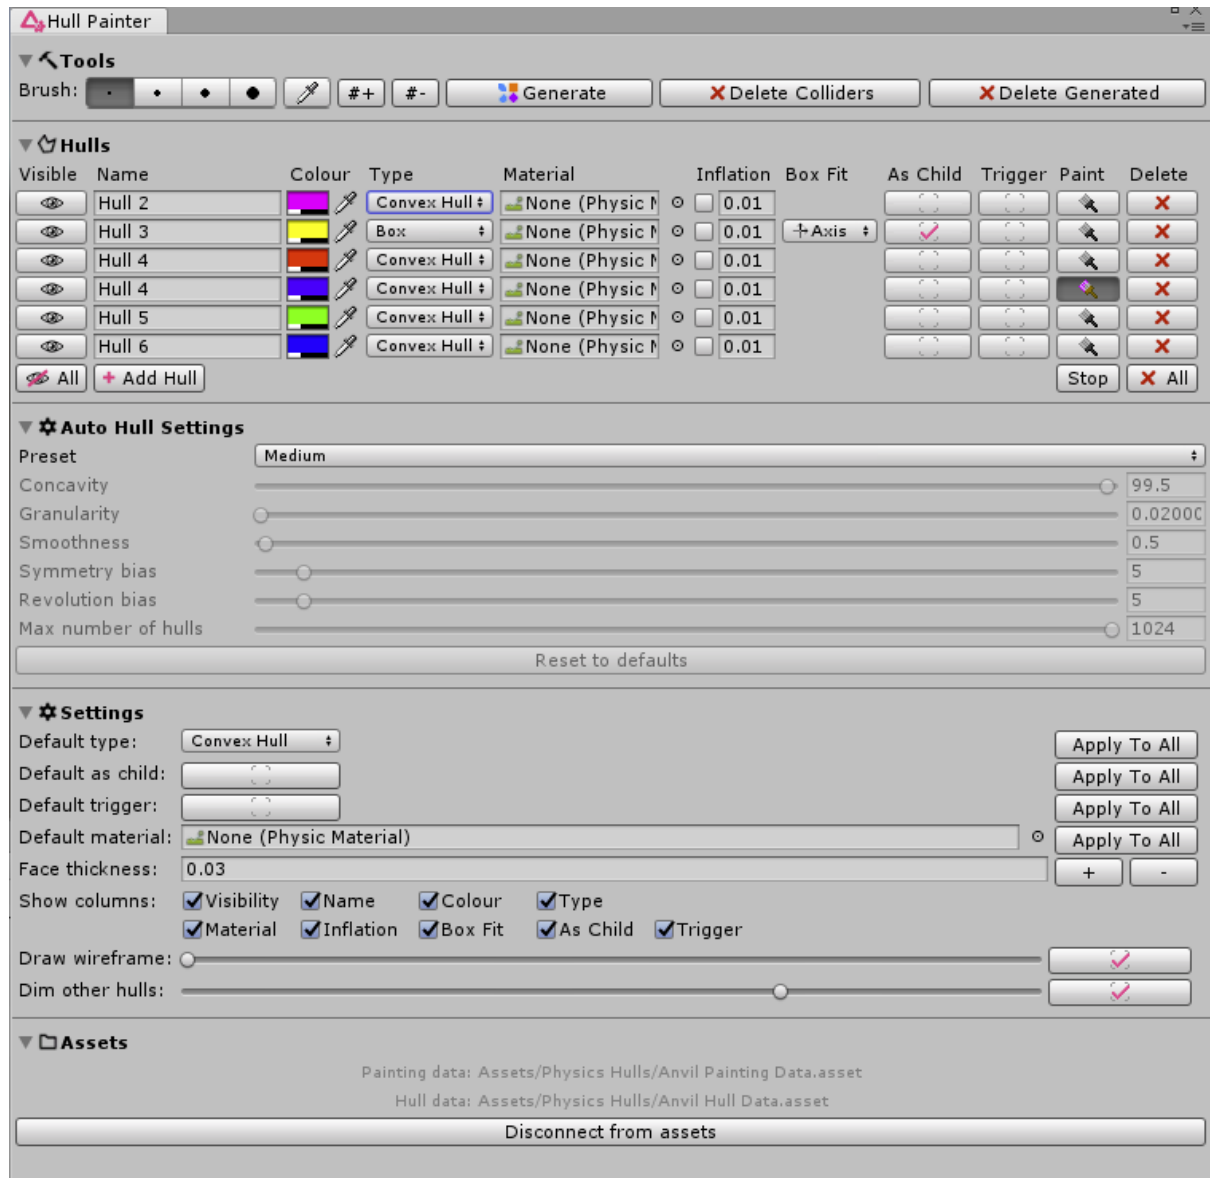 Hull Painter
Tools
Brush: #+ #- Generate Delete Colliders Delete Generated
Hulls
Visible Name Colour Type Material Inflation Box Fit As Child Trigger Paint Delete
Hull 2 Convex Hull None (Physic M 0.01
Hull 3 Box None (Physic M 0.01 Axis
Hull 4 Convex Hull None (Physic M 0.01
Hull 4 Convex Hull None (Physic M 0.01
Hull 5 Convex Hull None (Physic M 0.01
Hull 6 Convex Hull None (Physic M 0.01
All + Add Hull Stop All
Auto Hull Settings
Preset Medium
Concavity 99.5
Granularity 0.0200
Smoothness 0.5
Symmetry bias 5
Revolution bias 5
Max number of hulls 1024
Reset to defaults
Settings
Default type: Convex Hull Apply To All
Default as child: Apply To All
Default trigger: Apply To All
Default material: None (Physic Material) Apply To All
Face thickness: 0.03 + -
Show columns: Visibility Name Colour Type
Material Inflation Box Fit As Child Trigger
Draw wireframe:
Dim other hulls:
Assets
Painting data: Assets/Physics Hulls/Anvil Painting Data.asset
Hull data: Assets/Physics Hulls/Anvil Hull Data.asset
Disconnect from assets